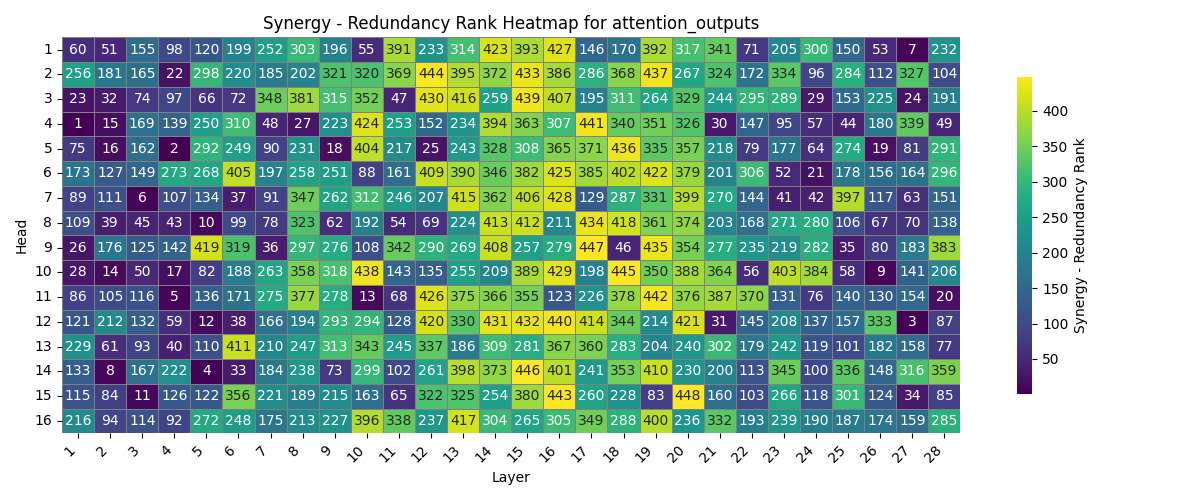 Synergy - Redundancy Rank Heatmap for attention_outputs
1 60 51 155 98 120 199 252 303 196 55 391 233 314 423 393 427 146 170 392 317 341 71 205 300 150 53 7 232
2 256 181 165 22 298 220 185 202 321 320 369 444 395 372 433 386 286 368 437 267 324 172 334 96 284 112 327 104
3 23 32 74 97 66 72 348 381 315 352 47 430 416 259 439 407 195 311 264 329 244 295 289 29 153 225 24 191
4 1 15 169 139 250 310 48 27 223 424 253 152 234 394 363 307 441 340 351 326 30 147 95 57 44 180 339 49
5 75 16 162 2 292 249 90 231 18 404 217 25 243 328 308 365 371 436 335 357 218 79 177 64 274 19 81 291
6 173 127 149 273 268 405 197 258 251 88 161 409 390 346 382 425 385 402 422 379 201 306 52 21 178 156 164 296
7 89 111 6 107 134 37 91 347 262 312 246 207 415 362 406 428 129 287 331 399 270 144 41 42 397 117 63 151
8 109 39 45 43 10 99 78 323 62 192 54 69 224 413 412 211 434 418 361 374 203 168 271 280 106 67 70 138
9 26 176 125 142 419 319 36 297 276 108 342 290 269 408 257 279 447 46 435 354 277 235 219 282 35 80 183 383
10 28 14 50 17 82 188 263 358 318 438 143 135 255 209 389 429 198 445 350 388 364 56 403 384 58 9 141 206
11 86 105 116 5 136 171 275 377 278 13 68 426 375 366 355 123 226 378 442 376 387 370 131 76 140 130 154 20
12 121 212 132 59 12 38 166 194 293 294 128 420 330 431 432 440 414 344 214 421 31 145 208 137 157 333 3 87
13 229 61 93 40 110 411 210 247 313 343 245 337 186 309 281 367 360 283 204 240 302 179 242 119 101 182 158 77
14 133 8 167 222 4 33 184 238 73 299 102 261 398 373 446 401 241 353 410 230 200 113 345 100 336 148 316 359
15 115 84 11 126 122 356 221 189 215 163 65 322 325 254 380 443 260 228 83 448 160 103 266 118 301 124 34 85
16 216 94 114 92 272 248 175 213 227 396 338 237 417 304 265 305 349 288 400 236 332 193 239 190 187 174 159 285
1 2 3 4 5 6 7 8 9 10 11 12 13 14 15 16 17 18 19 20 21 22 23 24 25 26 27 28
Layer
Head
400
350
300
250
200
150
100
50
Synergy - Redundancy Rank